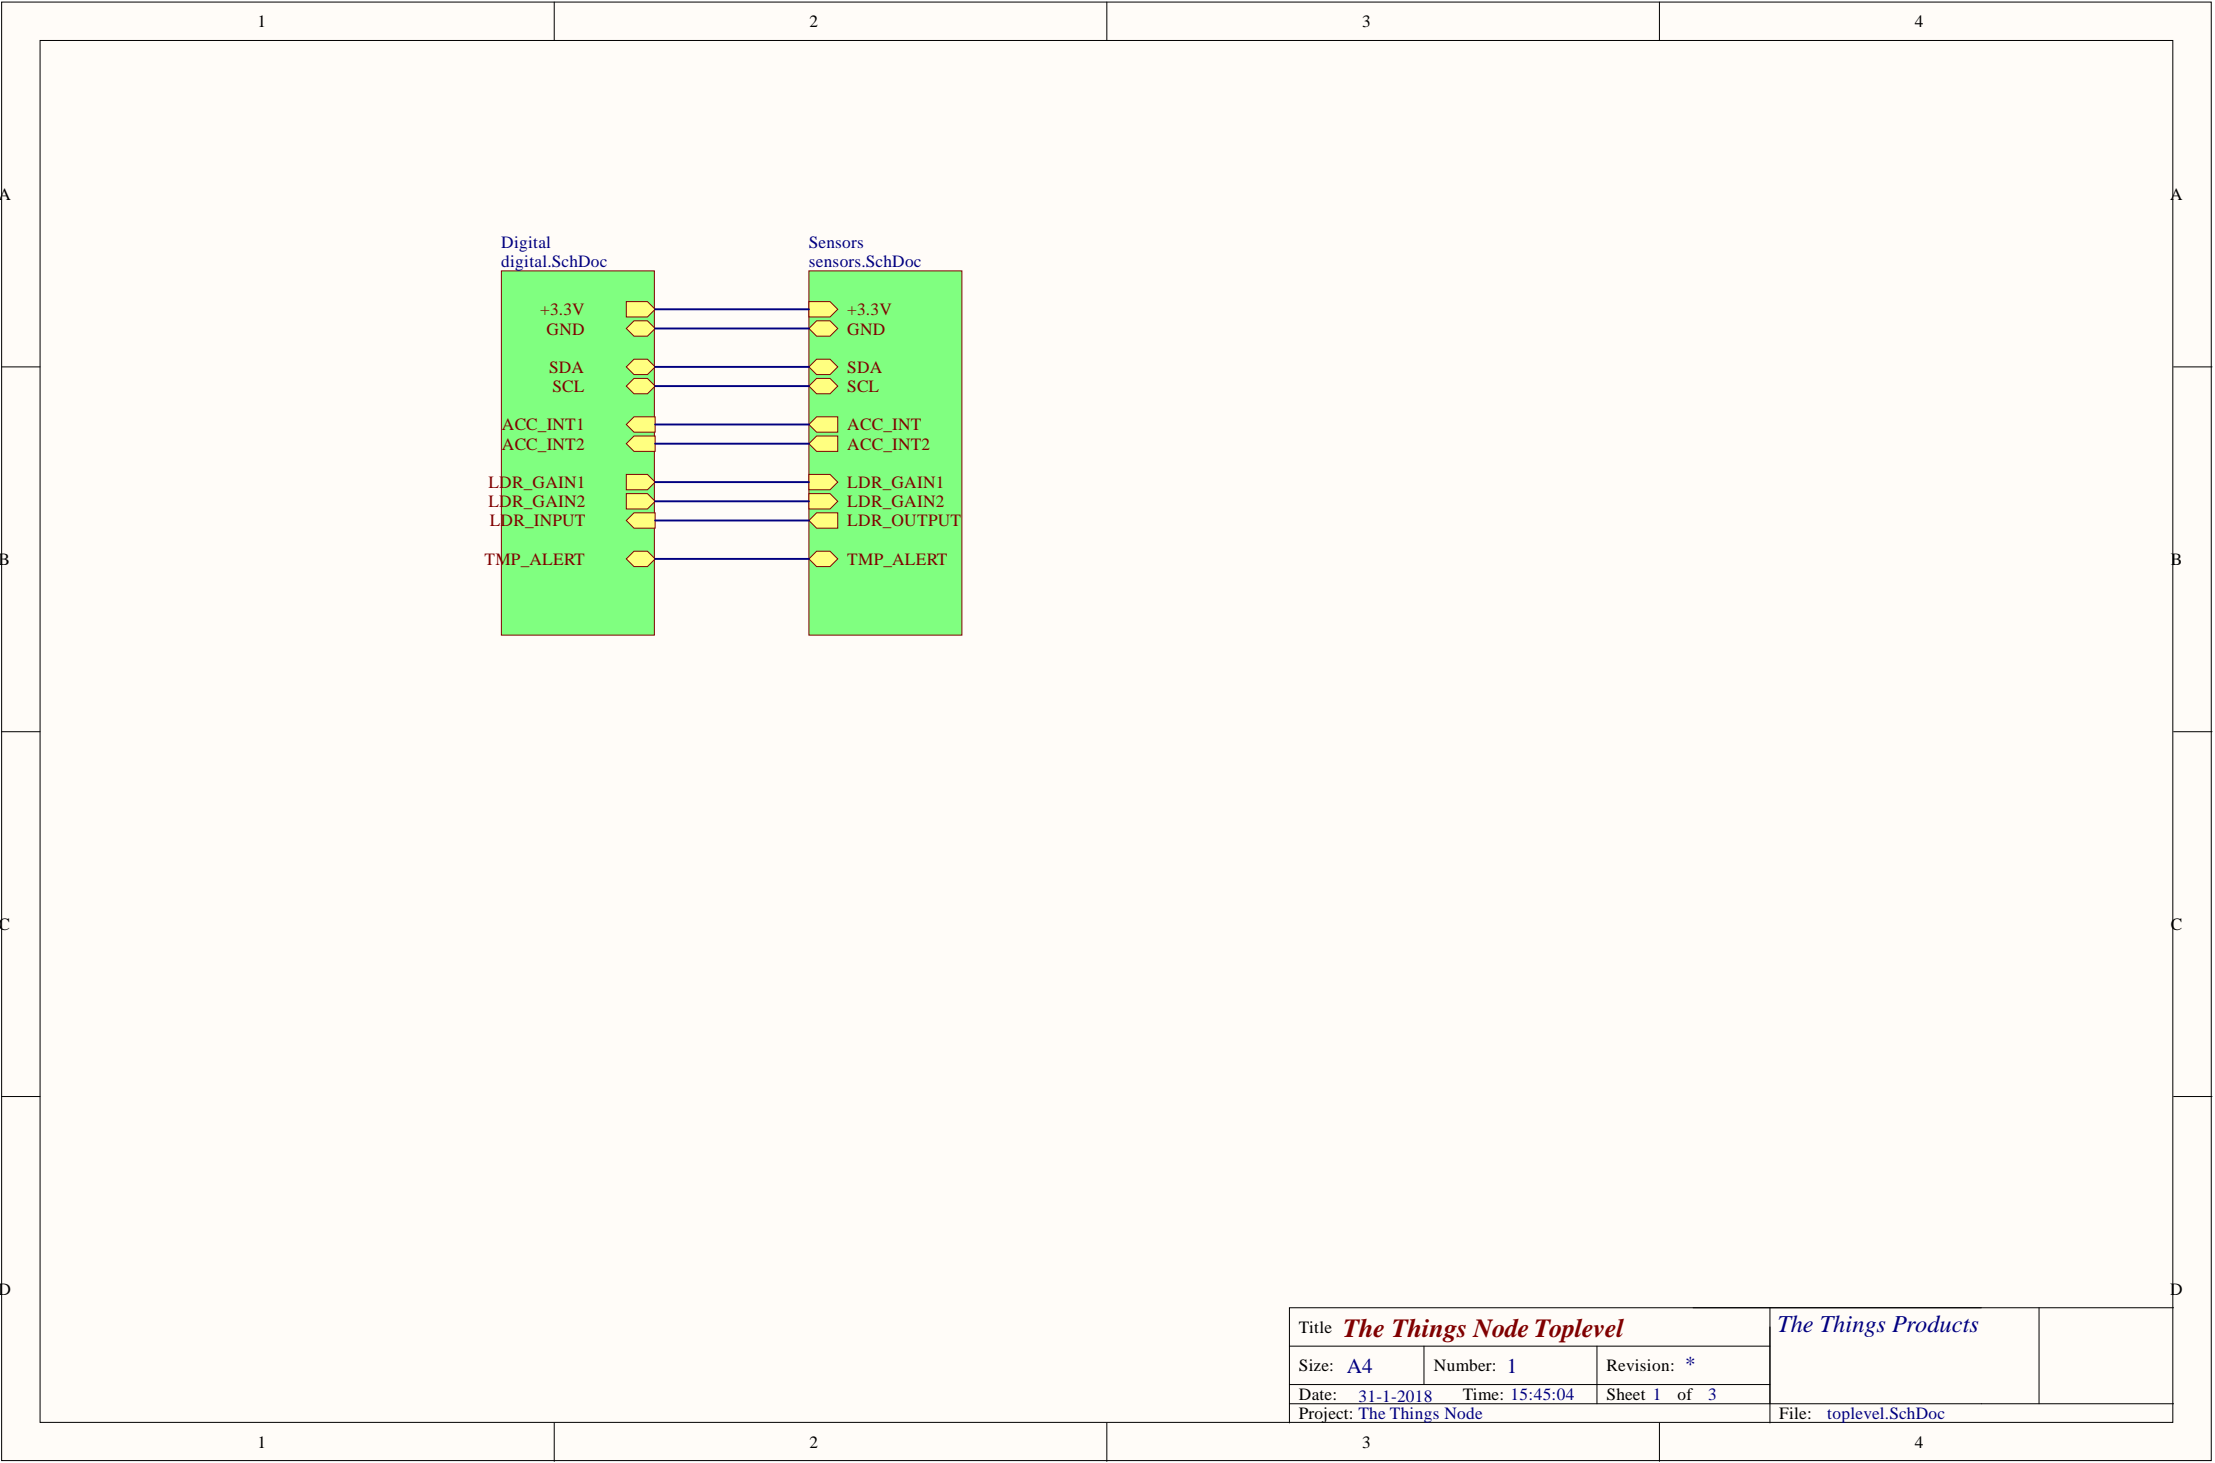 1 2 3 4
A A
Digital Sensors
digital.SchDoc sensors.SchDoc
+3.3V +3.3V
GND GND
SDA SDA
SCL SCL
ACC_INT1 ACC_INT
ACC_INT2 ACC_INT2
LDR_GAIN1 LDR_GAIN1
LDR_GAIN2 LDR_GAIN2
LDR_INPUT LDR_OUTPUT
TMP_ALERT TMP_ALERT
B B
C C
D D
Title The Things Node Toplevel The Things Products
Size: A4 Number: 1 Revision: *
Date: 31-1-2018 Time: 15:45:04 Sheet 1 of 3
Project: The Things Node File: toplevel.SchDoc
1 2 3 4